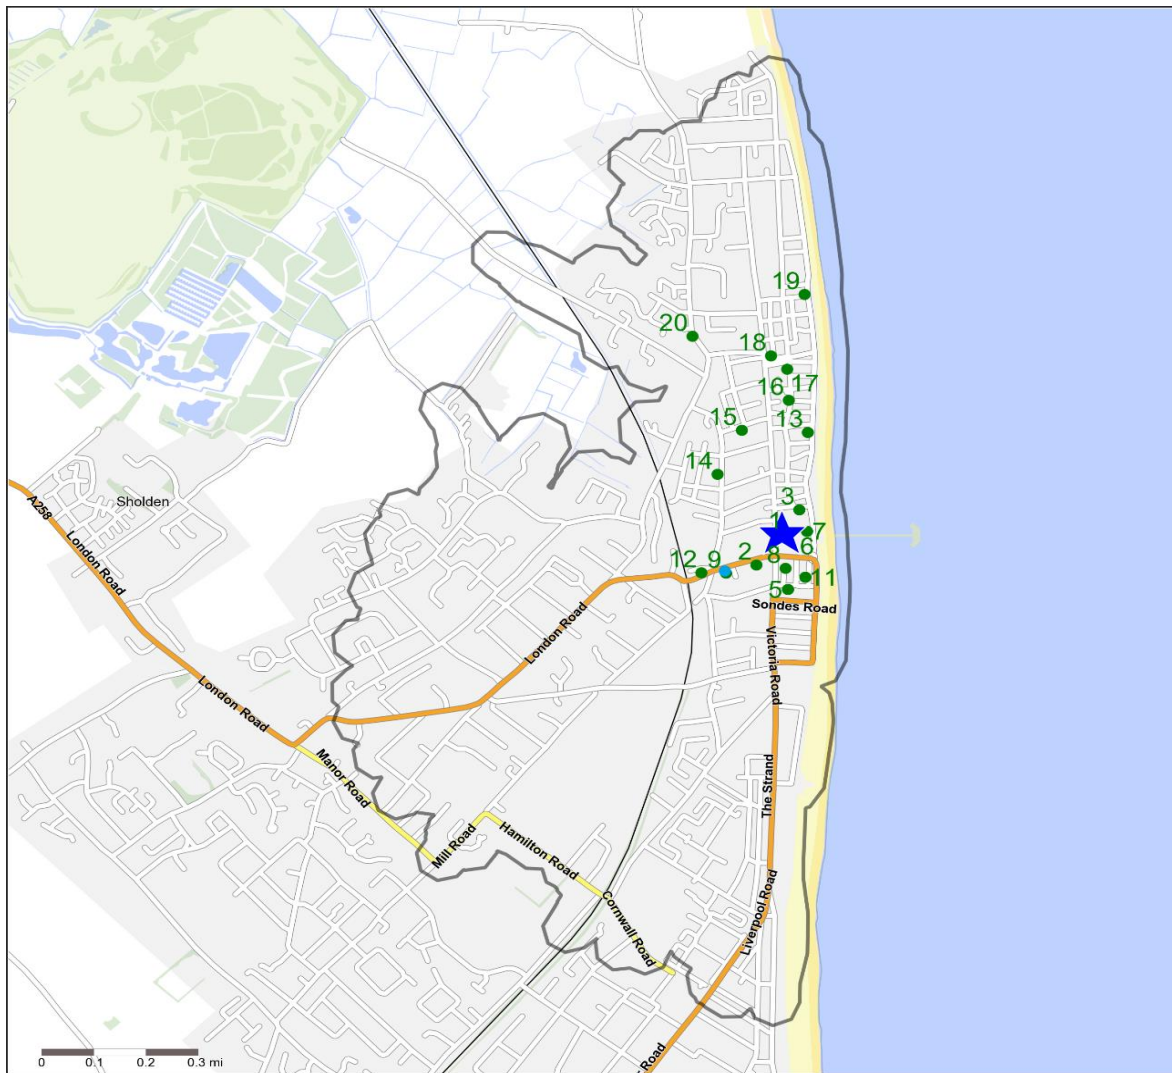 19
20
18
17
16
15
13
14
A258
Sholden
London Road
3
1
7
6
2
8
12
9
11
5
Sondes Road
London Road
Victoria Road
London Road
Manor Road
The Strand
Mill Road
Hamilton Road
Cornwall Road
Liverpool Road
Road
0 0.1 0.2 0.3 mi